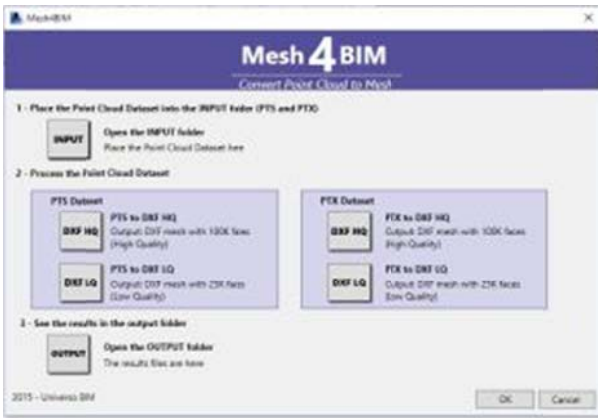 Mesh4BIM
Mesh 4 BIM
Convert Point Cloud to Mesh
1 - Place the Point Cloud Dataset into the INPUT folder (PTS and PTX)
INPUT
Open the INPUT folder
Place the Point Cloud Dataset here
2 - Process the Point Cloud Dataset
PTS Dataset
DXF HQ
PTS to DXF HQ
Output: DXF mesh with 100K faces
(High Quality)
DXF LQ
PTS to DXF LQ
Output: DXF mesh with 25K faces
(Low Quality)
PTX Dataset
DXF HQ
PTX to DXF HQ
Output: DXF mesh with 100K faces
(High Quality)
DXF LQ
PTX to DXF LQ
Output: DXF mesh with 25K faces
(Low Quality)
3 - See the results in the output folder
OUTPUT
Open the OUTPUT folder
The results files are here
2015 - Universo BIM
OK
Cancel